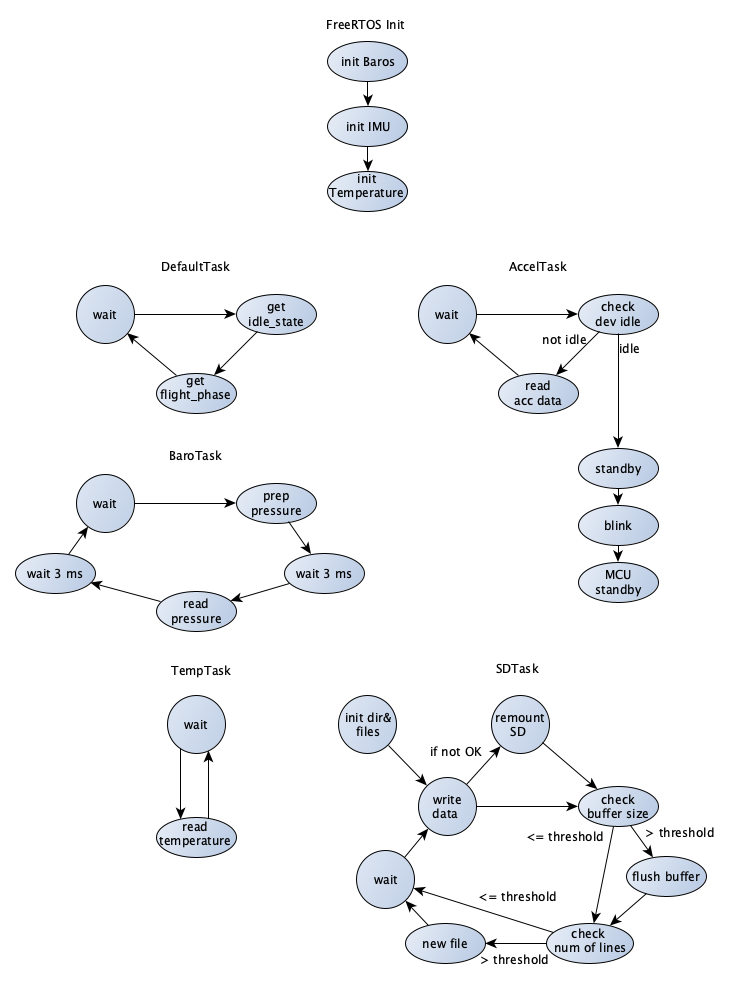 FreeRTOS Init
init Baros
init IMU
init
Temperature
DefaultTask
wait
get
idle_state
get
flight_phase
AccelTask
wait
check
dev idle
not idle
idle
read
acc data
standby
blink
MCU
standby
BaroTask
wait
prep
pressure
wait 3 ms
wait 3 ms
read
pressure
TempTask
wait
read
temperature
SDTask
init dir&
files
remount
SD
if not OK
write
data
check
buffer size
<= threshold
> threshold
wait
flush buffer
<= threshold
new file
check
num of lines
> threshold